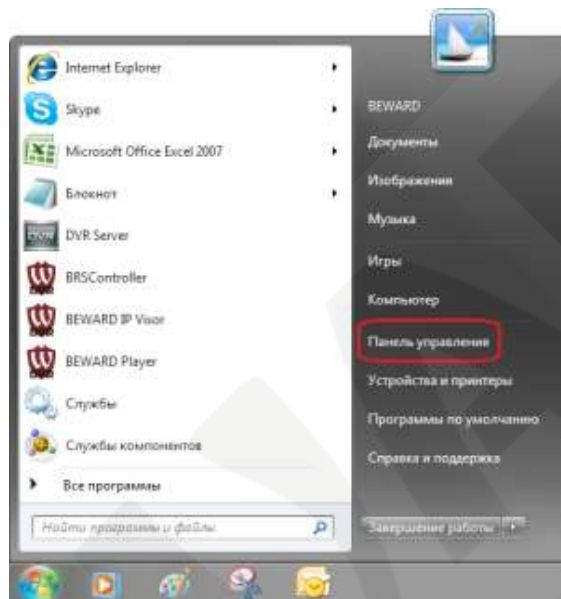 Internet Explorer
Skype
Microsoft Office Excel 2007
Блокнот
DVR Server
BRSController
BEWARD IP Visor
BEWARD Player
Службы
Службы компонентов
Все программы
Найти программы и файлы
BEWARD
Документы
Изображения
Музыка
Игры
Компьютер
Панель управления
Устройства и принтеры
Программы по умолчанию
Справка и поддержка
Завершение работы